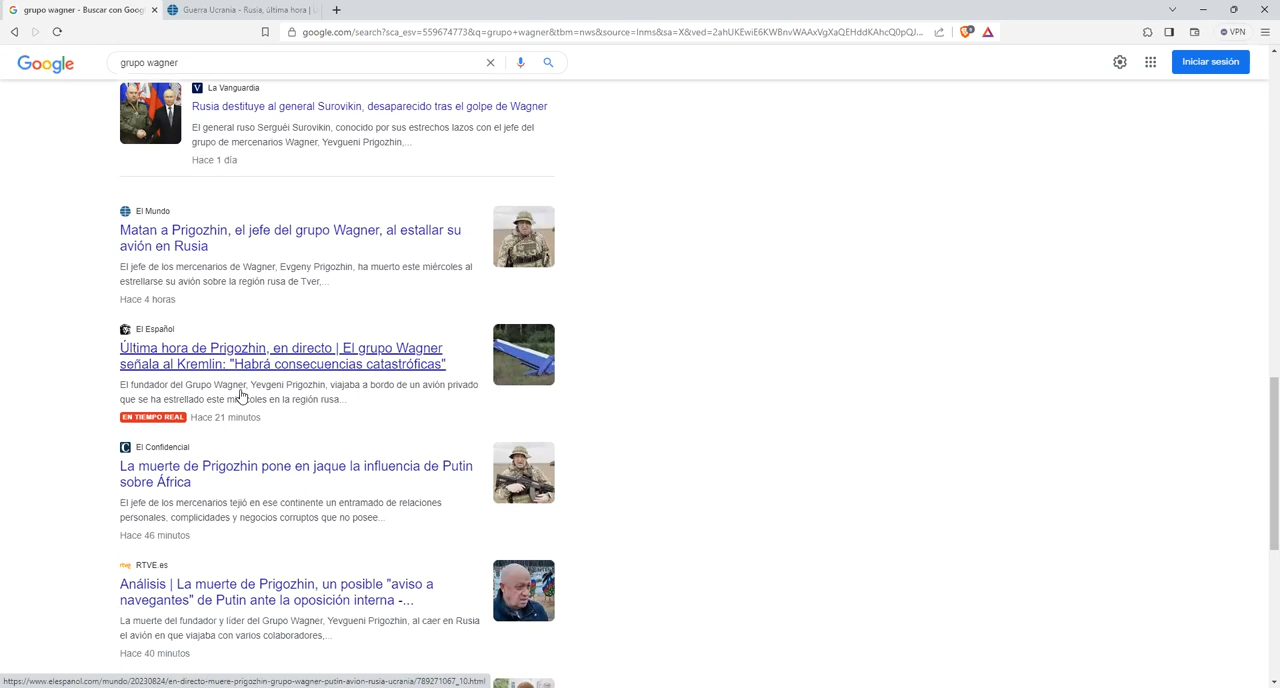 grupo wagner - Buscar con Goog
Guerra Ucrania - Rusia, última hora |
google.com/search?sca_esv=559674773&q=grupo+wagner&tbm=nws&source=lnms&sa=X&ved=2ahUKEwiE6KWBnvWAAxVgXaQEHddKAhcQ0pQJ...
VPN
Google
grupo wagner
Iniciar sesión
La Vanguardia
Rusia destituye al general Surovikin, desaparecido tras el golpe de Wagner
El general ruso Serguéi Surovikin, conocido por sus estrechos lazos con el jefe del
grupo de mercenarios Wagner, Yevgueni Prigozhin,...
Hace 1 día
El Mundo
Matan a Prigozhin, el jefe del grupo Wagner, al estallar su
avión en Rusia
El jefe de los mercenarios de Wagner, Evgeny Prigozhin, ha muerto este miércoles al
estrellarse su avión sobre la región rusa de Tver,...
Hace 4 horas
El Español
Última hora de Prigozhin, en directo | El grupo Wagner
señala al Kremlin: "Habrá consecuencias catastróficas"
El fundador del Grupo Wagner, Yevgeni Prigozhin, viajaba a bordo de un avión privado
que se ha estrellado este miércoles en la región rusa...
EN TIEMPO REAL Hace 21 minutos
El Confidencial
La muerte de Prigozhin pone en jaque la influencia de Putin
sobre África
El jefe de los mercenarios tejió en ese continente un entramado de relaciones
personales, complicidades y negocios corruptos que no posee...
Hace 46 minutos
rtve RTVE.es
Análisis | La muerte de Prigozhin, un posible "aviso a
navegantes" de Putin ante la oposición interna -...
La muerte del fundador y líder del Grupo Wagner, Yevgueni Prigozhin, al caer en Rusia
el avión en que viajaba con varios colaboradores,...
Hace 40 minutos
https://www.elespanol.com/mundo/20230824/en-directo-muere-prigozhin-grupo-wagner-putin-avion-rusia-ucrania/789271067_10.html